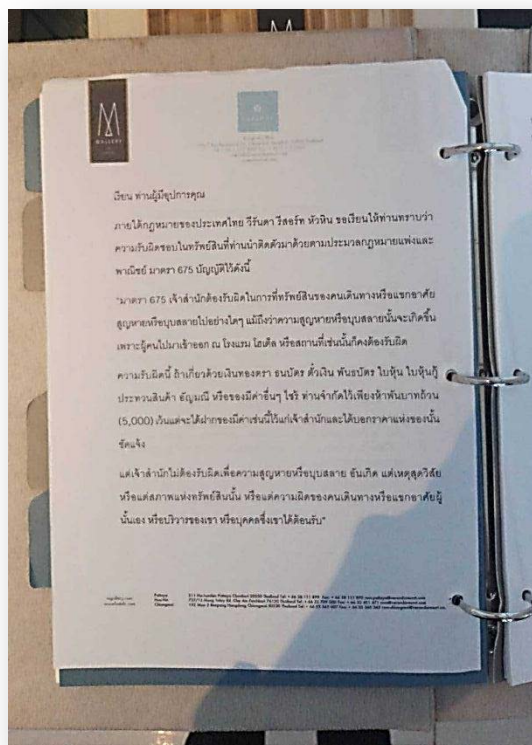 GALLERY
เรียน ท่านผู้มีอุปการคุณ
ภายใต้กฎหมายของประเทศไทย วีรันดา รีสอร์ท หัวหิน ขอเรียนให้ท่านทราบว่า
ความรับผิดชอบในทรัพย์สินที่ท่านนำติดตัวมาด้วยตามประมวลกฎหมายแพ่งและ
พาณิชย์ มาตรา 675 บัญญัติไว้ดังนี้
"มาตรา 675 เจ้าสำนักต้องรับผิดในการที่ทรัพย์สินของคนเดินทางหรือแขกอาศัย
สูญหายหรือบุบสลายไปอย่างใดๆ แม้ถึงว่าความสูญหายหรือบุบสลายนั้นจะเกิดขึ้น
เพราะผู้คนไปมาเข้าออก ณ โรงแรม โฮเต็ล หรือสถานที่เช่นนั้นก็คงต้องรับผิด
ความรับผิดนี้ ถ้าเกี่ยวด้วยเงินทองตรา ธนบัตร ตั๋วเงิน พันธบัตร ใบหุ้น ใบหุ้นกู้
ประทวนสินค้า อัญมณี หรือของมีค่าอื่นๆ ไซร้ ท่านจำกัดไว้เพียงห้าพันบาทถ้วน
(5,000) เว้นแต่จะได้ฝากของมีค่าเช่นนี้ไว้แก่เจ้าสำนักและได้บอกราคาแห่งของนั้น
ชัดแจ้ง
แต่เจ้าสำนักไม่ต้องรับผิดเพื่อความสูญหายหรือบุบสลาย อันเกิด แต่เหตุสุดวิสัย
หรือแต่สภาพแห่งทรัพย์สินนั้น หรือแต่ความผิดของคนเดินทางหรือแขกอาศัยผู้
นั้นเอง หรือบริวารของเขา หรือบุคคลซึ่งเขาได้ต้อนรับ"